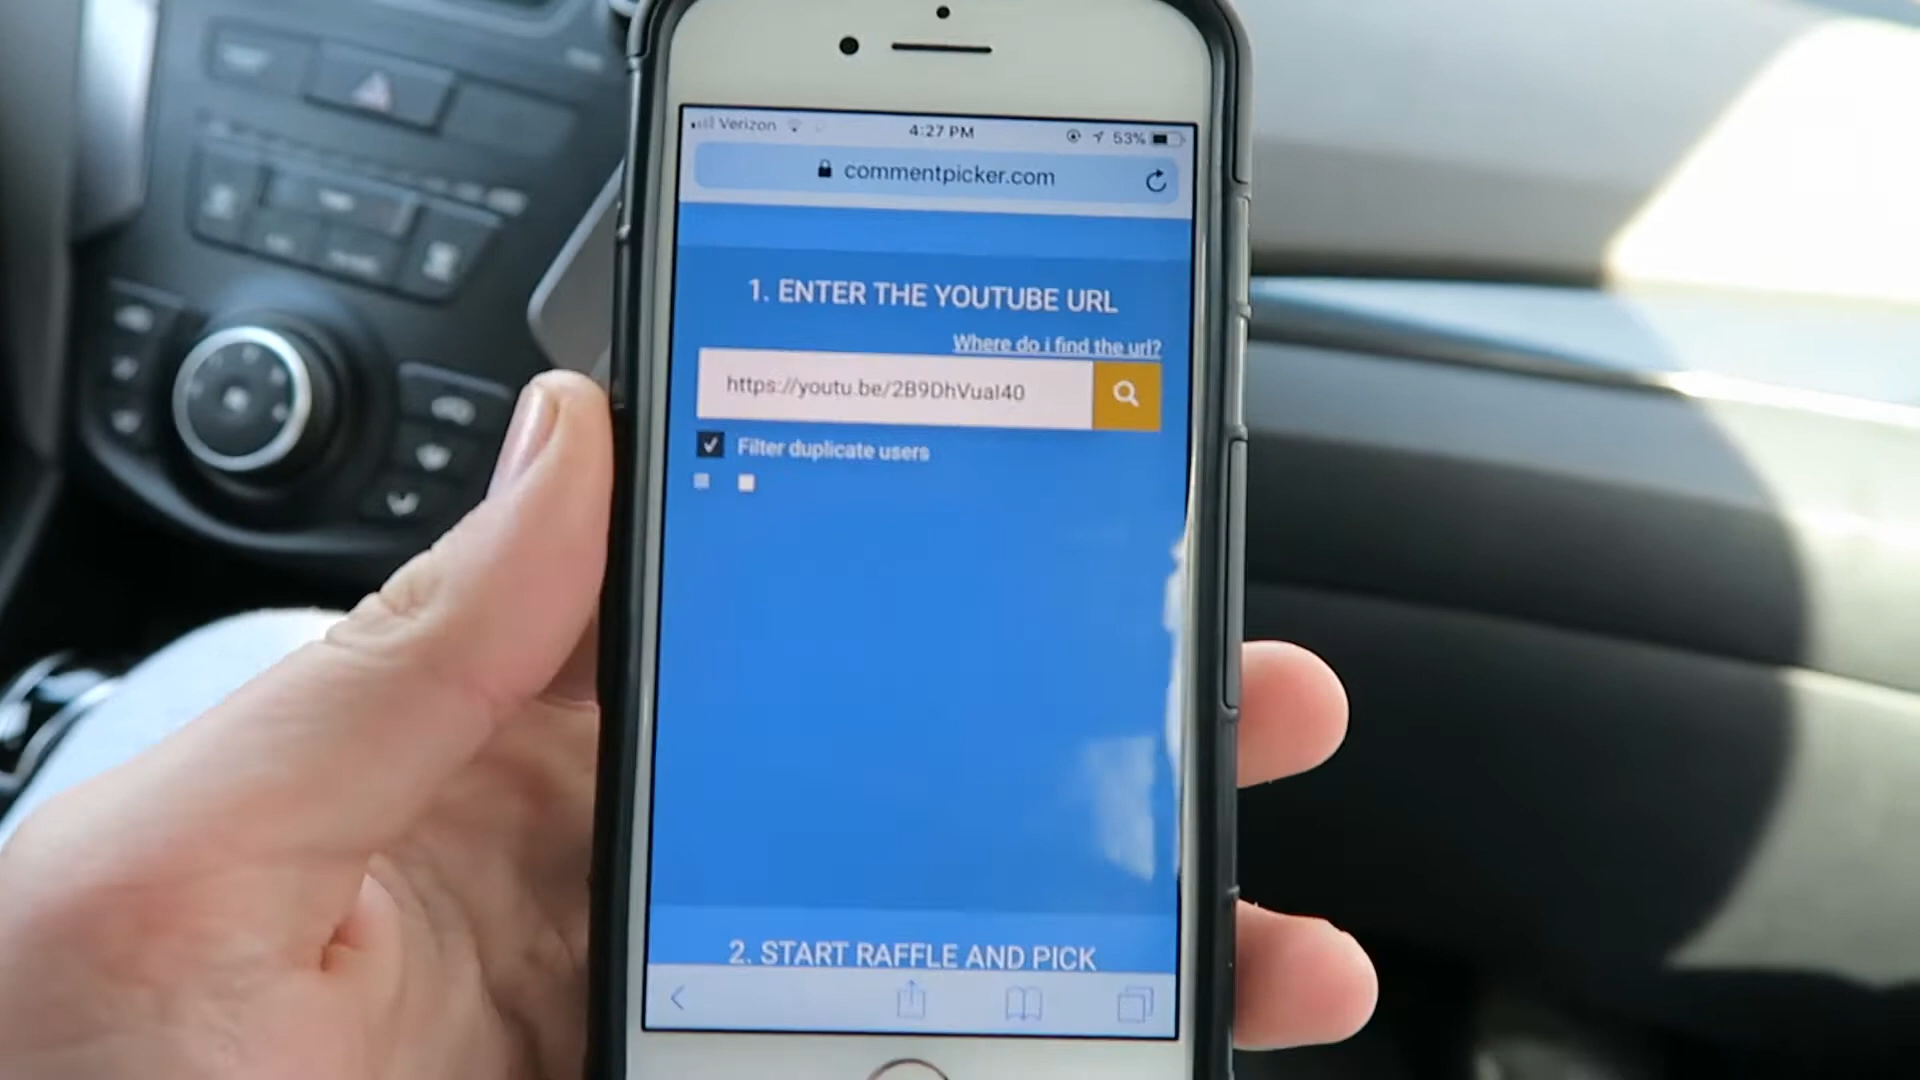 Verizon 4:27 PM 53%
commentpicker.com
1. ENTER THE YOUTUBE URL
Where do i find the url?
https://youtu.be/2B9DhVuaI40
Filter duplicate users
2. START RAFFLE AND PICK